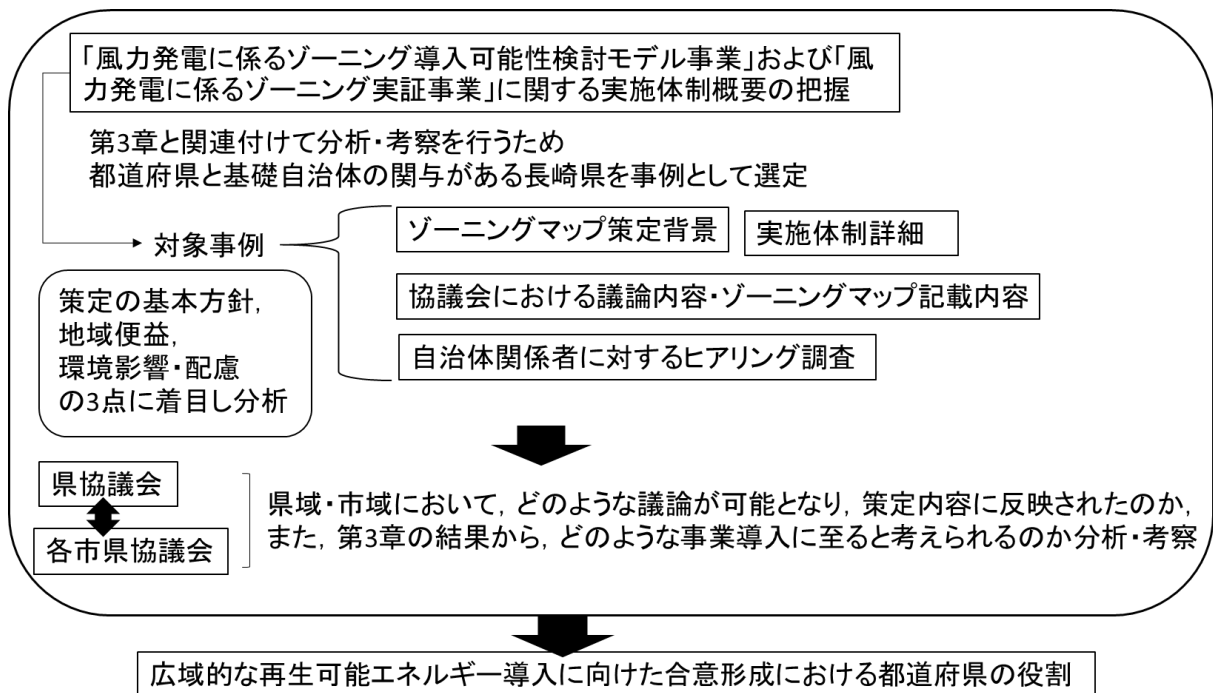 「風力発電に係るゾーニング導入可能性検討モデル事業」および「風
力発電に係るゾーニング実証事業」に関する実施体制概要の把握
第3章と関連付けて分析・考察を行うため
都道府県と基礎自治体の関与がある長崎県を事例として選定
対象事例
ゾーニングマップ策定背景
実施体制詳細
協議会における議論内容・ゾーニングマップ記載内容
自治体関係者に対するヒアリング調査
策定の基本方針,
地域便益,
環境影響・配慮
の3点に着目し分析
県協議会
各市県協議会
県域・市域において, どのような議論が可能となり, 策定内容に反映されたのか,
また, 第3章の結果から, どのような事業導入に至ると考えられるのか分析・考察
広域的な再生可能エネルギー導入に向けた合意形成における都道府県の役割